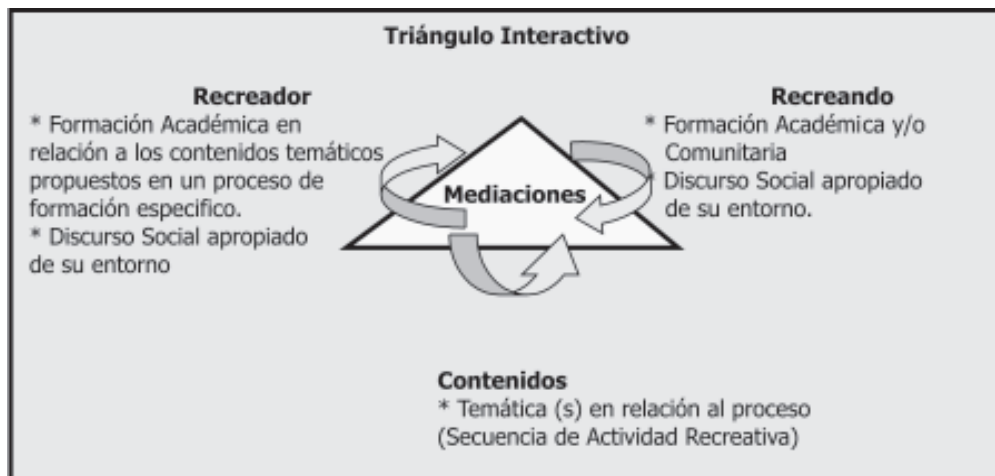 Triángulo Interactivo
Recreador
* Formación Académica en
relación a los contenidos temáticos
propuestos en un proceso de
formación especifico.
* Discurso Social apropiado
de su entorno
Mediaciones
Recreando
* Formación Académica y/o
Comunitaria
* Discurso Social apropiado
de su entorno.
Contenidos
* Temática (s) en relación al proceso
(Secuencia de Actividad Recreativa)